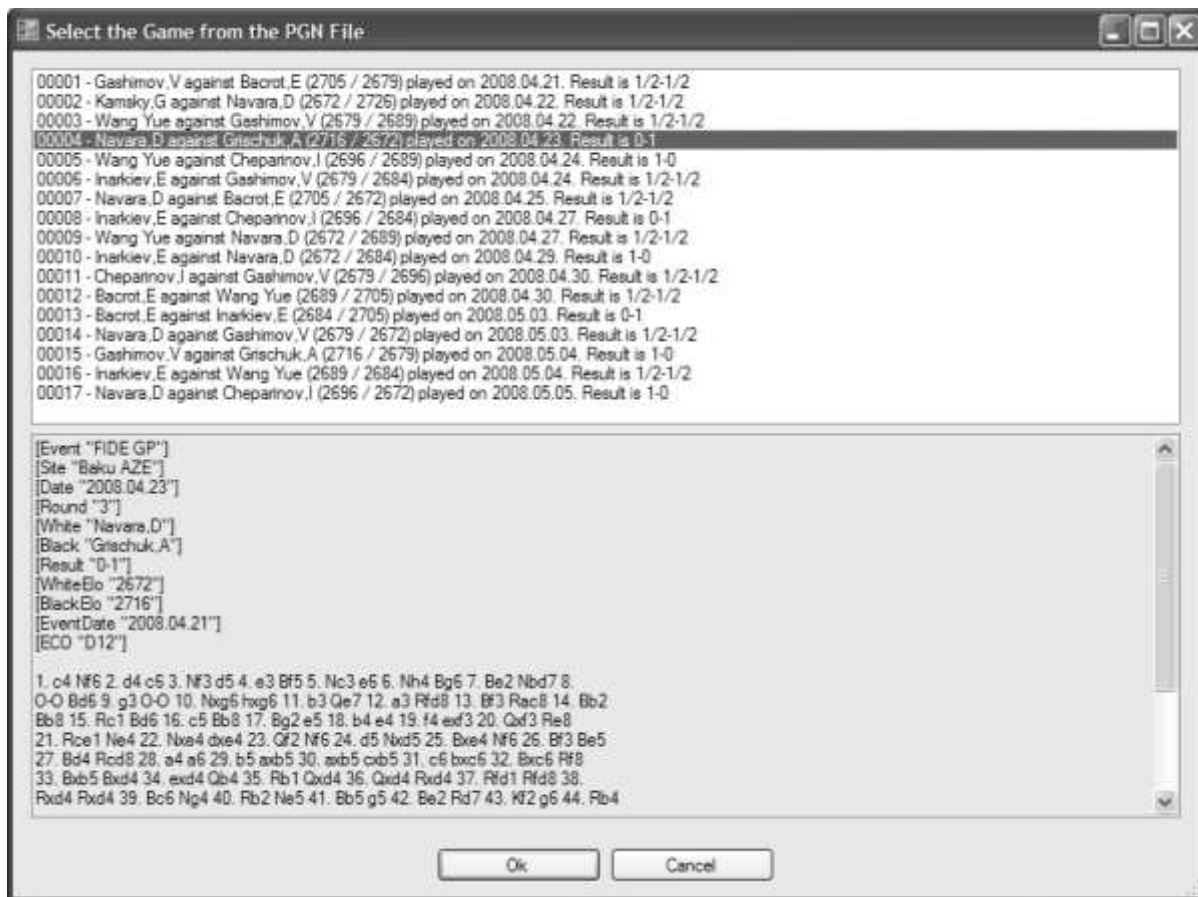 Select the Game from the PGN File
00001 - Gashimov,V against Bacrot,E (2705 / 2679) played on 2008.04.21. Result is 1/2-1/2
00002 - Kamsky,G against Navara,D (2672 / 2726) played on 2008.04.22. Result is 1/2-1/2
00003 - Wang Yue against Gashimov,V (2679 / 2689) played on 2008.04.22. Result is 1/2-1/2
00004 - Navara,D against Grischuk,A (2716 / 2672) played on 2008.04.23. Result is 0-1
00005 - Wang Yue against Cheparinov,I (2696 / 2689) played on 2008.04.24. Result is 1-0
00006 - Inarkiev,E against Gashimov,V (2679 / 2684) played on 2008.04.24. Result is 1/2-1/2
00007 - Navara,D against Bacrot,E (2705 / 2672) played on 2008.04.25. Result is 1/2-1/2
00008 - Inarkiev,E against Cheparinov,I (2696 / 2684) played on 2008.04.27. Result is 0-1
00009 - Wang Yue against Navara,D (2672 / 2689) played on 2008.04.27. Result is 1/2-1/2
00010 - Inarkiev,E against Navara,D (2672 / 2684) played on 2008.04.29. Result is 1-0
00011 - Cheparinov,I against Gashimov,V (2679 / 2696) played on 2008.04.30. Result is 1/2-1/2
00012 - Bacrot,E against Wang Yue (2689 / 2705) played on 2008.04.30. Result is 1/2-1/2
00013 - Bacrot,E against Inarkiev,E (2684 / 2705) played on 2008.05.03. Result is 0-1
00014 - Navara,D against Gashimov,V (2679 / 2672) played on 2008.05.03. Result is 1/2-1/2
00015 - Gashimov,V against Grischuk,A (2716 / 2679) played on 2008.05.04. Result is 1-0
00016 - Inarkiev,E against Wang Yue (2689 / 2684) played on 2008.05.04. Result is 1/2-1/2
00017 - Navara,D against Cheparinov,I (2696 / 2672) played on 2008.05.05. Result is 1-0
[Event "FIDE GP"]
[Site "Baku AZE"]
[Date "2008.04.23"]
[Round "3"]
[White "Navara,D"]
[Black "Grischuk,A"]
[Result "0-1"]
[WhiteElo "2672"]
[BlackElo "2716"]
[EventDate "2008.04.21"]
[ECO "D12"]
1. c4 Nf6 2. d4 c6 3. Nf3 d5 4. e3 Bf5 5. Nc3 e6 6. Nh4 Bg6 7. Be2 Nbd7 8.
O-O Bd6 9. g3 O-O 10. Nxg6 hxg6 11. b3 Qe7 12. a3 Rfd8 13. Bf3 Rac8 14. Bb2
Bb8 15. Rc1 Bd6 16. c5 Bb8 17. Bg2 e5 18. b4 e4 19. f4 exf3 20. Qxf3 Re8
21. Rce1 Ne4 22. Nxe4 dxe4 23. Qf2 Nf6 24. d5 Nxd5 25. Bxe4 Nf6 26. Bf3 Be5
27. Bd4 Rcd8 28. a4 a6 29. b5 axb5 30. axb5 cxb5 31. c6 bxc6 32. Bxc6 Rf8
33. Bxb5 Bxd4 34. exd4 Qb4 35. Rb1 Qxd4 36. Qxd4 Rxd4 37. Rfd1 Rfd8 38.
Rxd4 Rxd4 39. Bc6 Ng4 40. Rb2 Ne5 41. Bb5 g5 42. Be2 Rd7 43. Kf2 g6 44. Rb4
Ok
Cancel